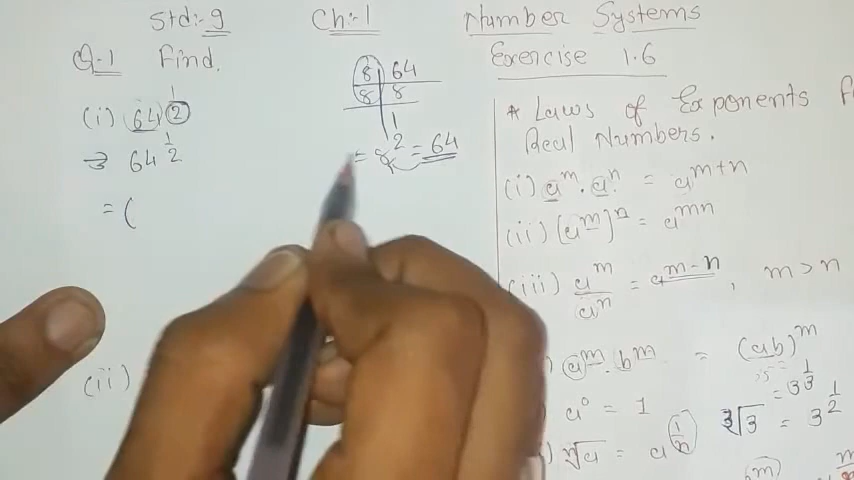 Std:-9 Ch:-1 Number Systems
Q-1 Find. Exercise 1.6
8 | 64
8 | 8
1
= 8² = 64
(i) (64)^(1/2)
→ 64^(1/2)
= (
(ii)
* Laws of Exponents
Real Numbers.
(i) a^m . a^n = a^(m+n)
(ii) (a^m)^n = a^(mn)
(iii) a^m / a^n = a^(m-n), m > n
) a^m . b^m = (ab)^m
= 3^(1/3)
) a^0 = 1 3∛3 = 3^(1/2)
) ⁿ√a = a^(1/n)